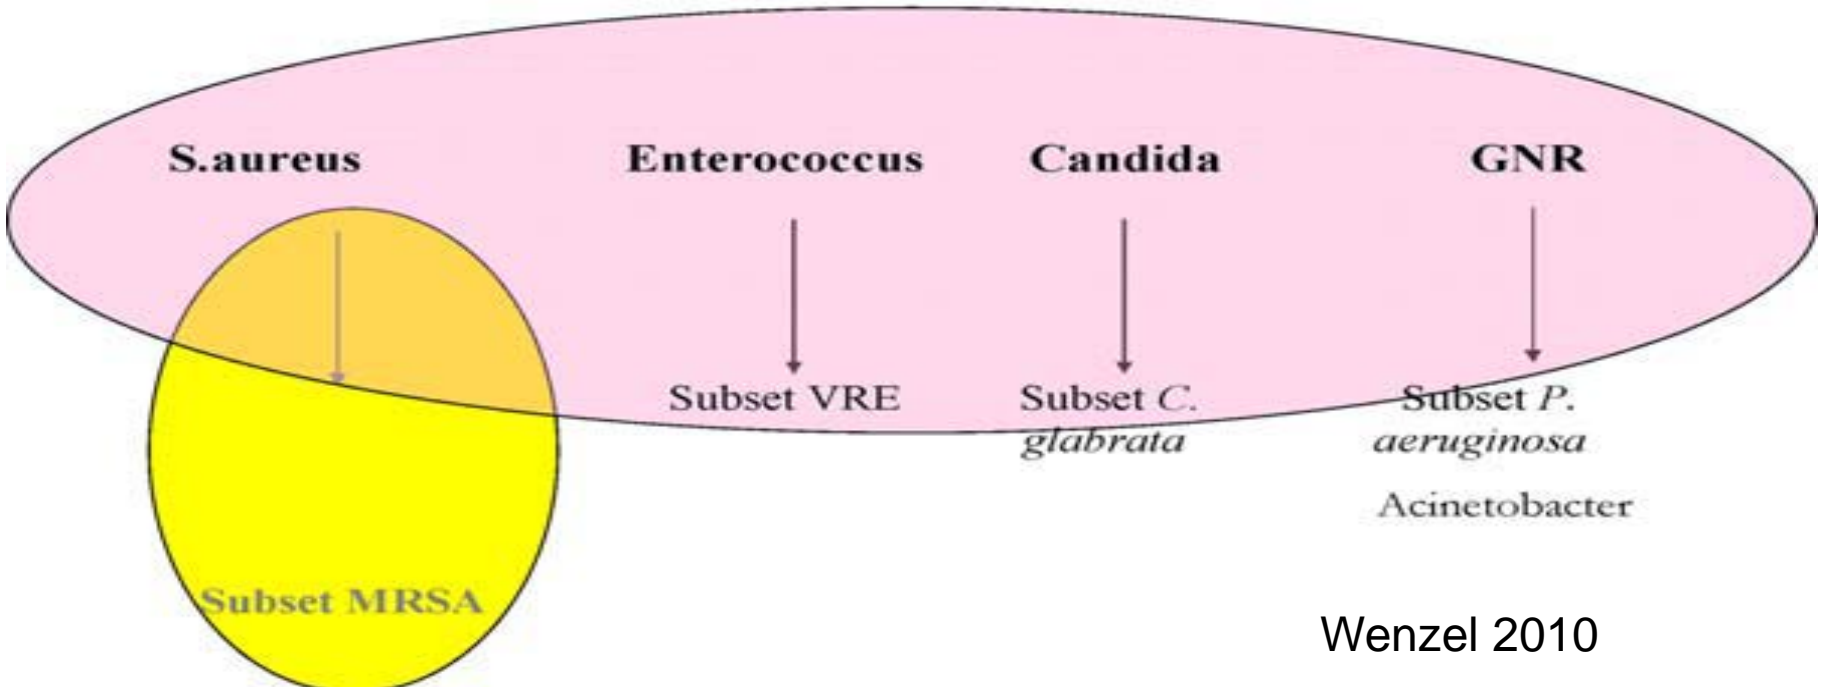 S.aureus Enterococcus Candida GNR
Subset VRE Subset C. Subset P.
glabrata aeruginosa
Acinetobacter
Subset MRSA
Wenzel 2010